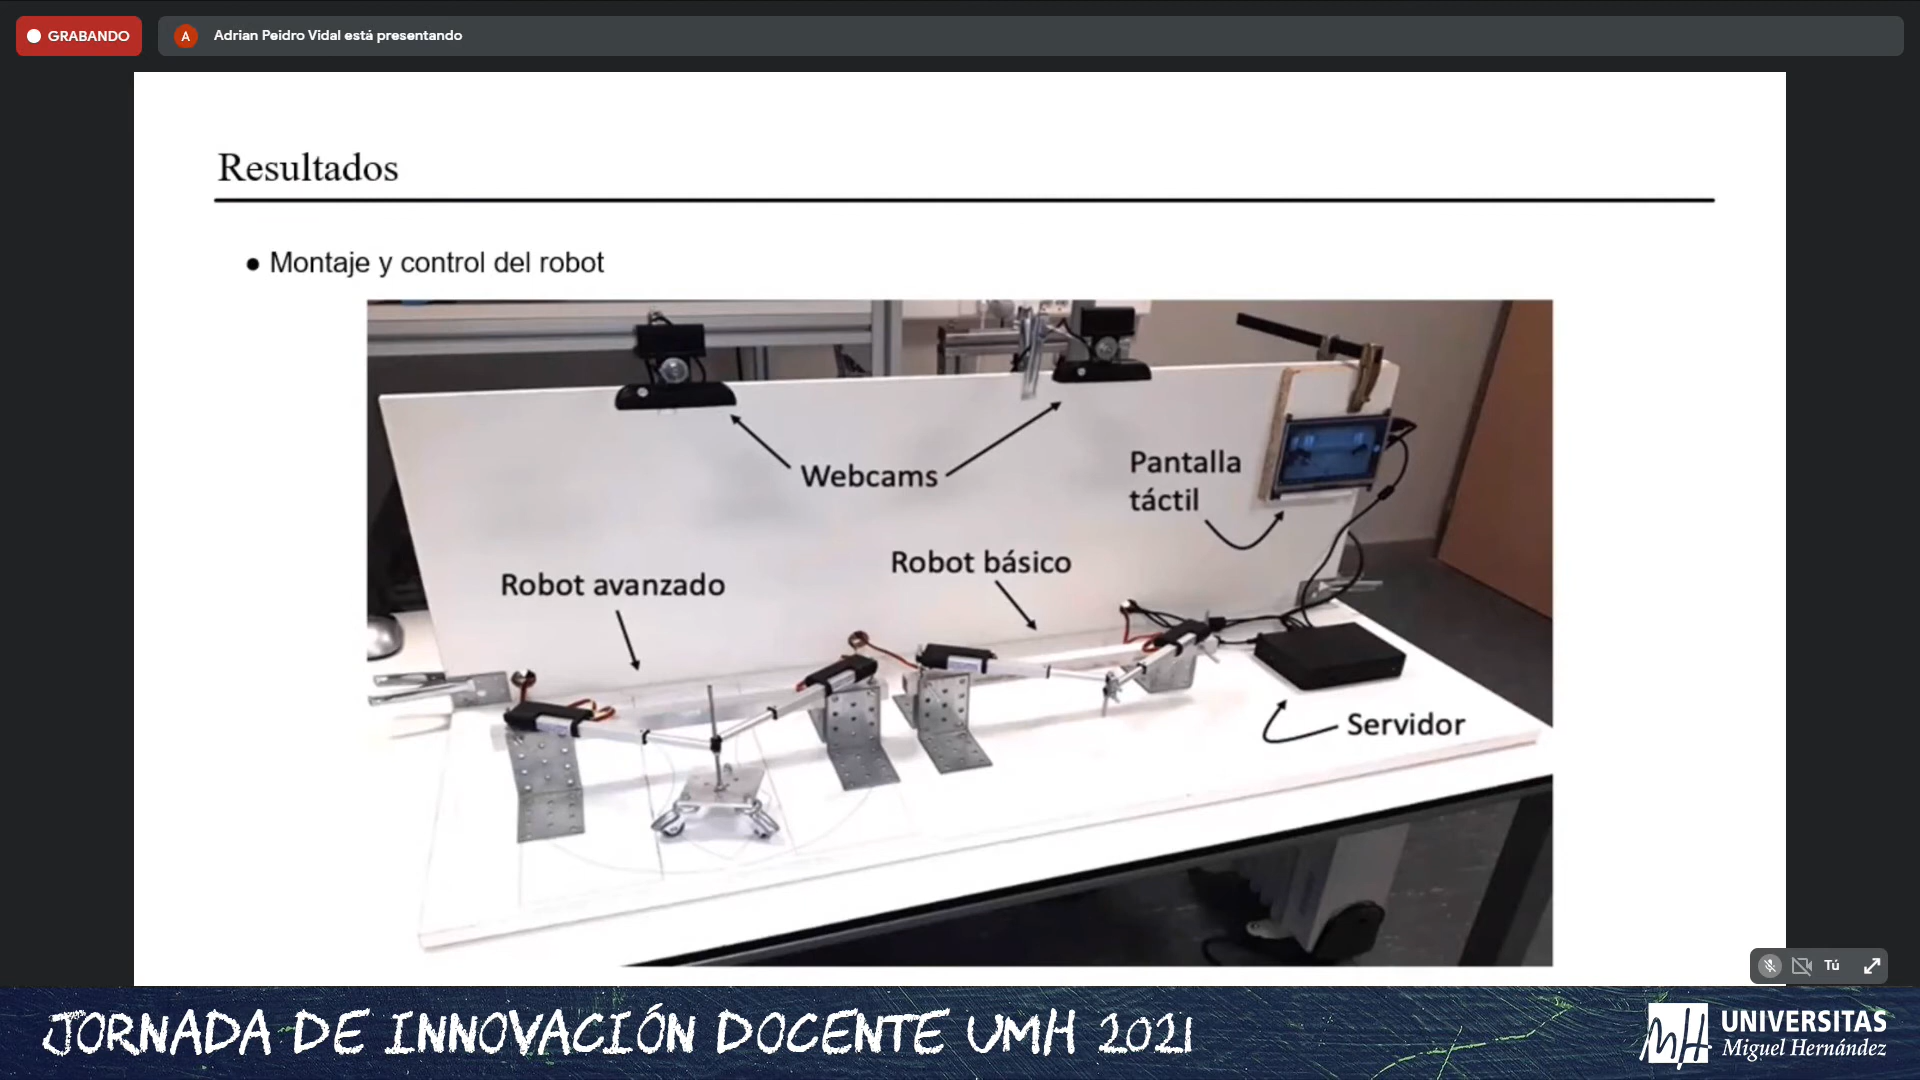 GRABANDO
A
Adrian Peidro Vidal está presentando
Resultados
● Montaje y control del robot
Webcams
Pantalla
táctil
Robot básico
Robot avanzado
Servidor
Tú
JORNADA DE INNOVACIÓN DOCENTE UMH 2021
UNIVERSITAS
Miguel Hernández